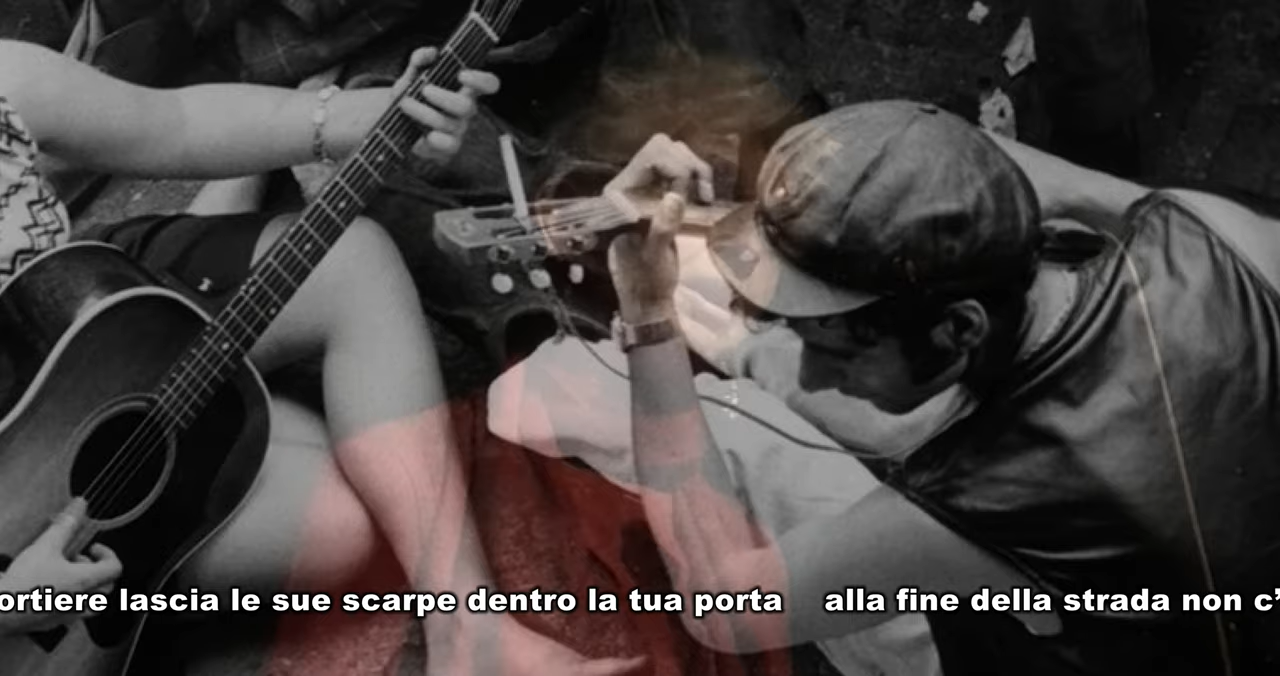 ortiere lascia le sue scarpe dentro la tua porta alla fine della strada non c’